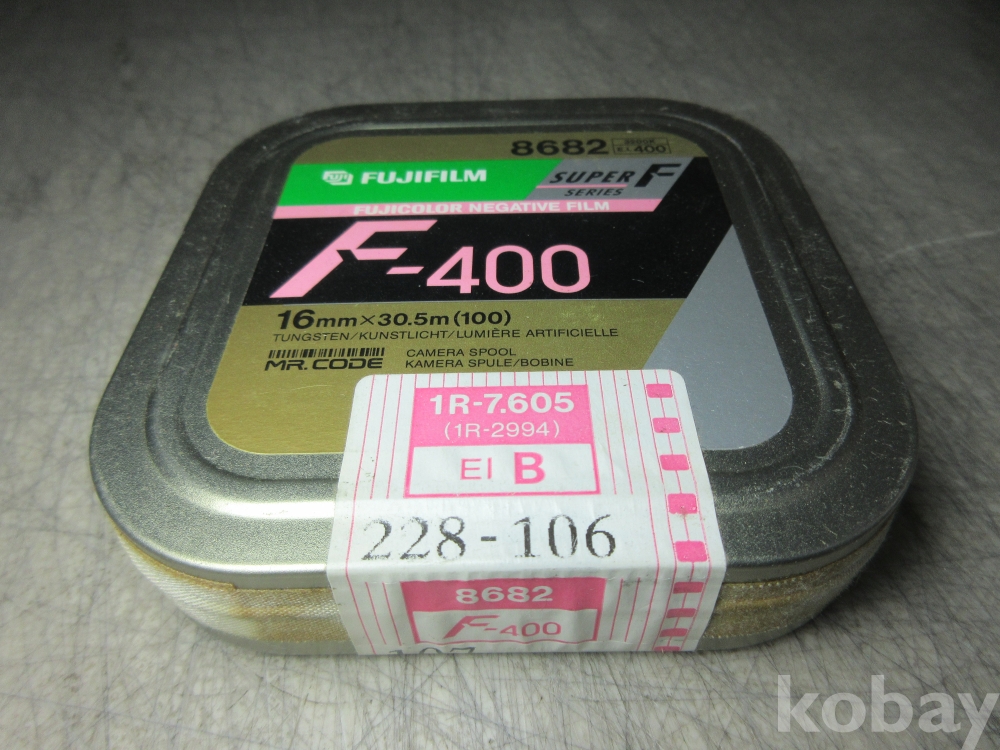 8682 E.I. 400
FUJI FUJIFILM SUPER F
SERIES
FUJICOLOR NEGATIVE FILM
F-400
16mm×30.5m(100)
TUNGSTEN/KUNSTLICHT/LUMIÈRE ARTIFICIELLE
MR. CODE CAMERA SPOOL
KAMERA SPULE/BOBINE
1R-7.605
(1R-2994)
EI B
228-106
8682
F-400
kobay